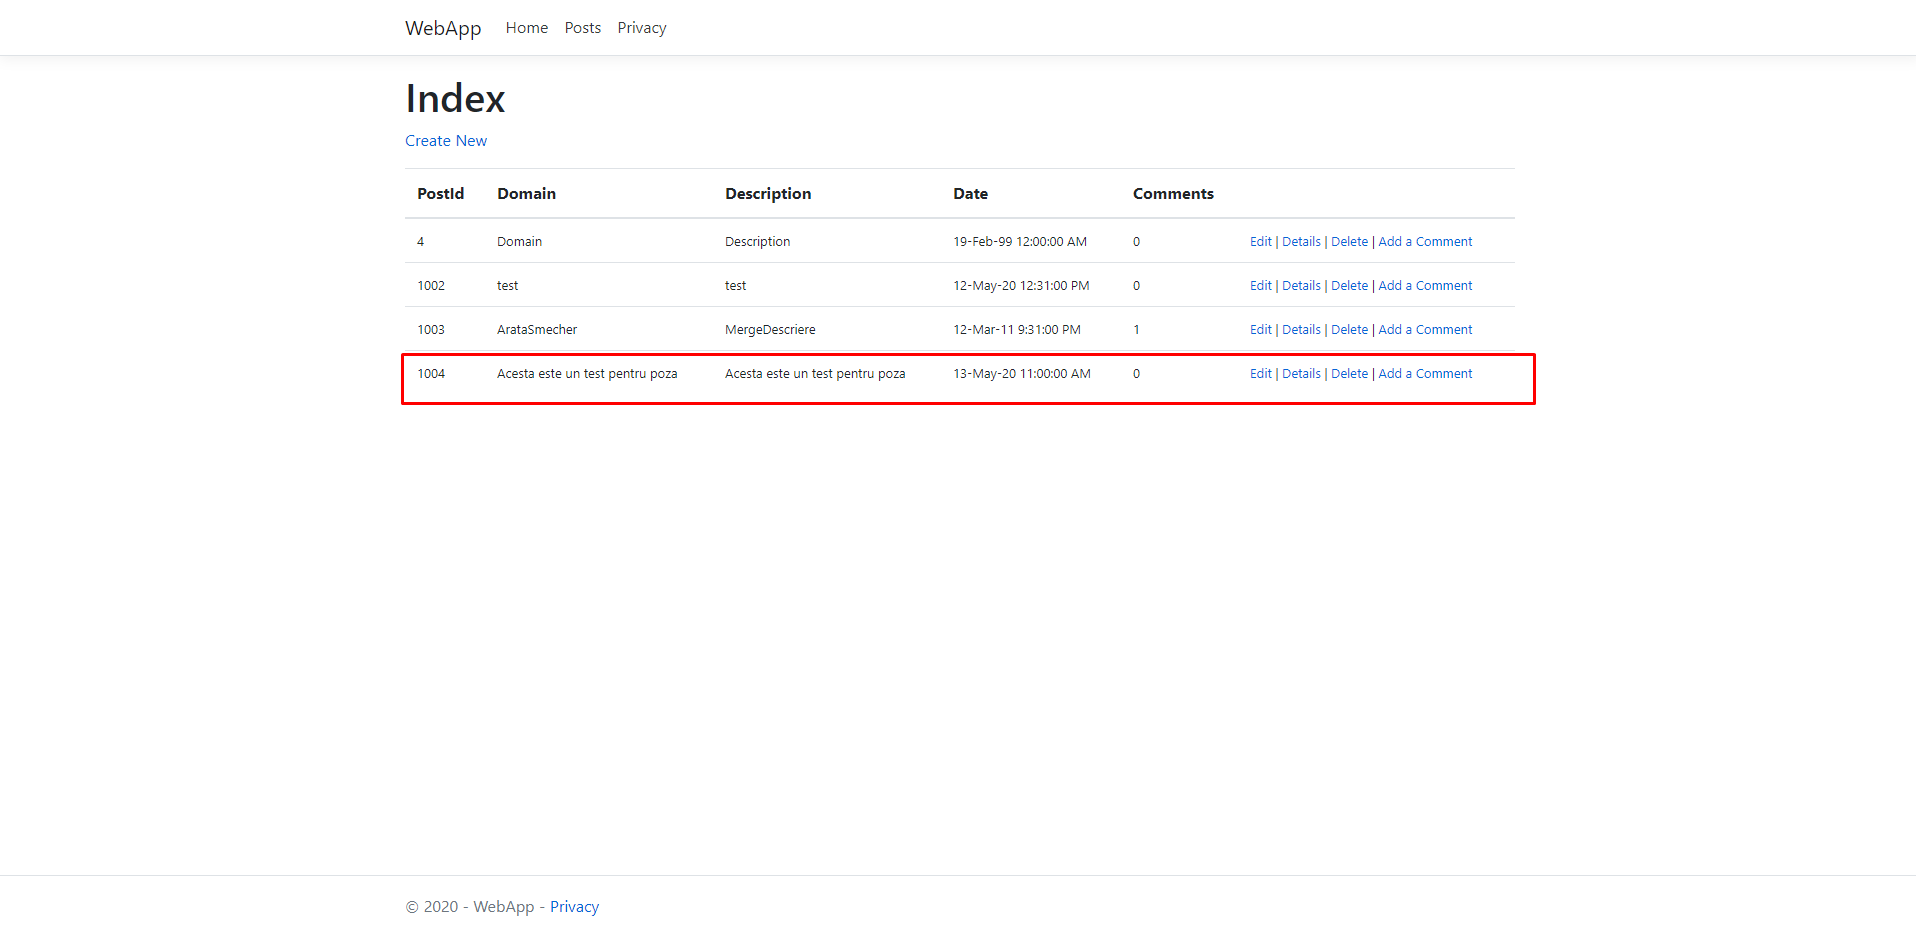 WebApp Home Posts Privacy
Index
Create New
PostId Domain Description Date Comments
4 Domain Description 19-Feb-99 12:00:00 AM 0 Edit | Details | Delete | Add a Comment
1002 test test 12-May-20 12:31:00 PM 0 Edit | Details | Delete | Add a Comment
1003 ArataSmecher MergeDescriere 12-Mar-11 9:31:00 PM 1 Edit | Details | Delete | Add a Comment
1004 Acesta este un test pentru poza Acesta este un test pentru poza 13-May-20 11:00:00 AM 0 Edit | Details | Delete | Add a Comment
© 2020 - WebApp - Privacy